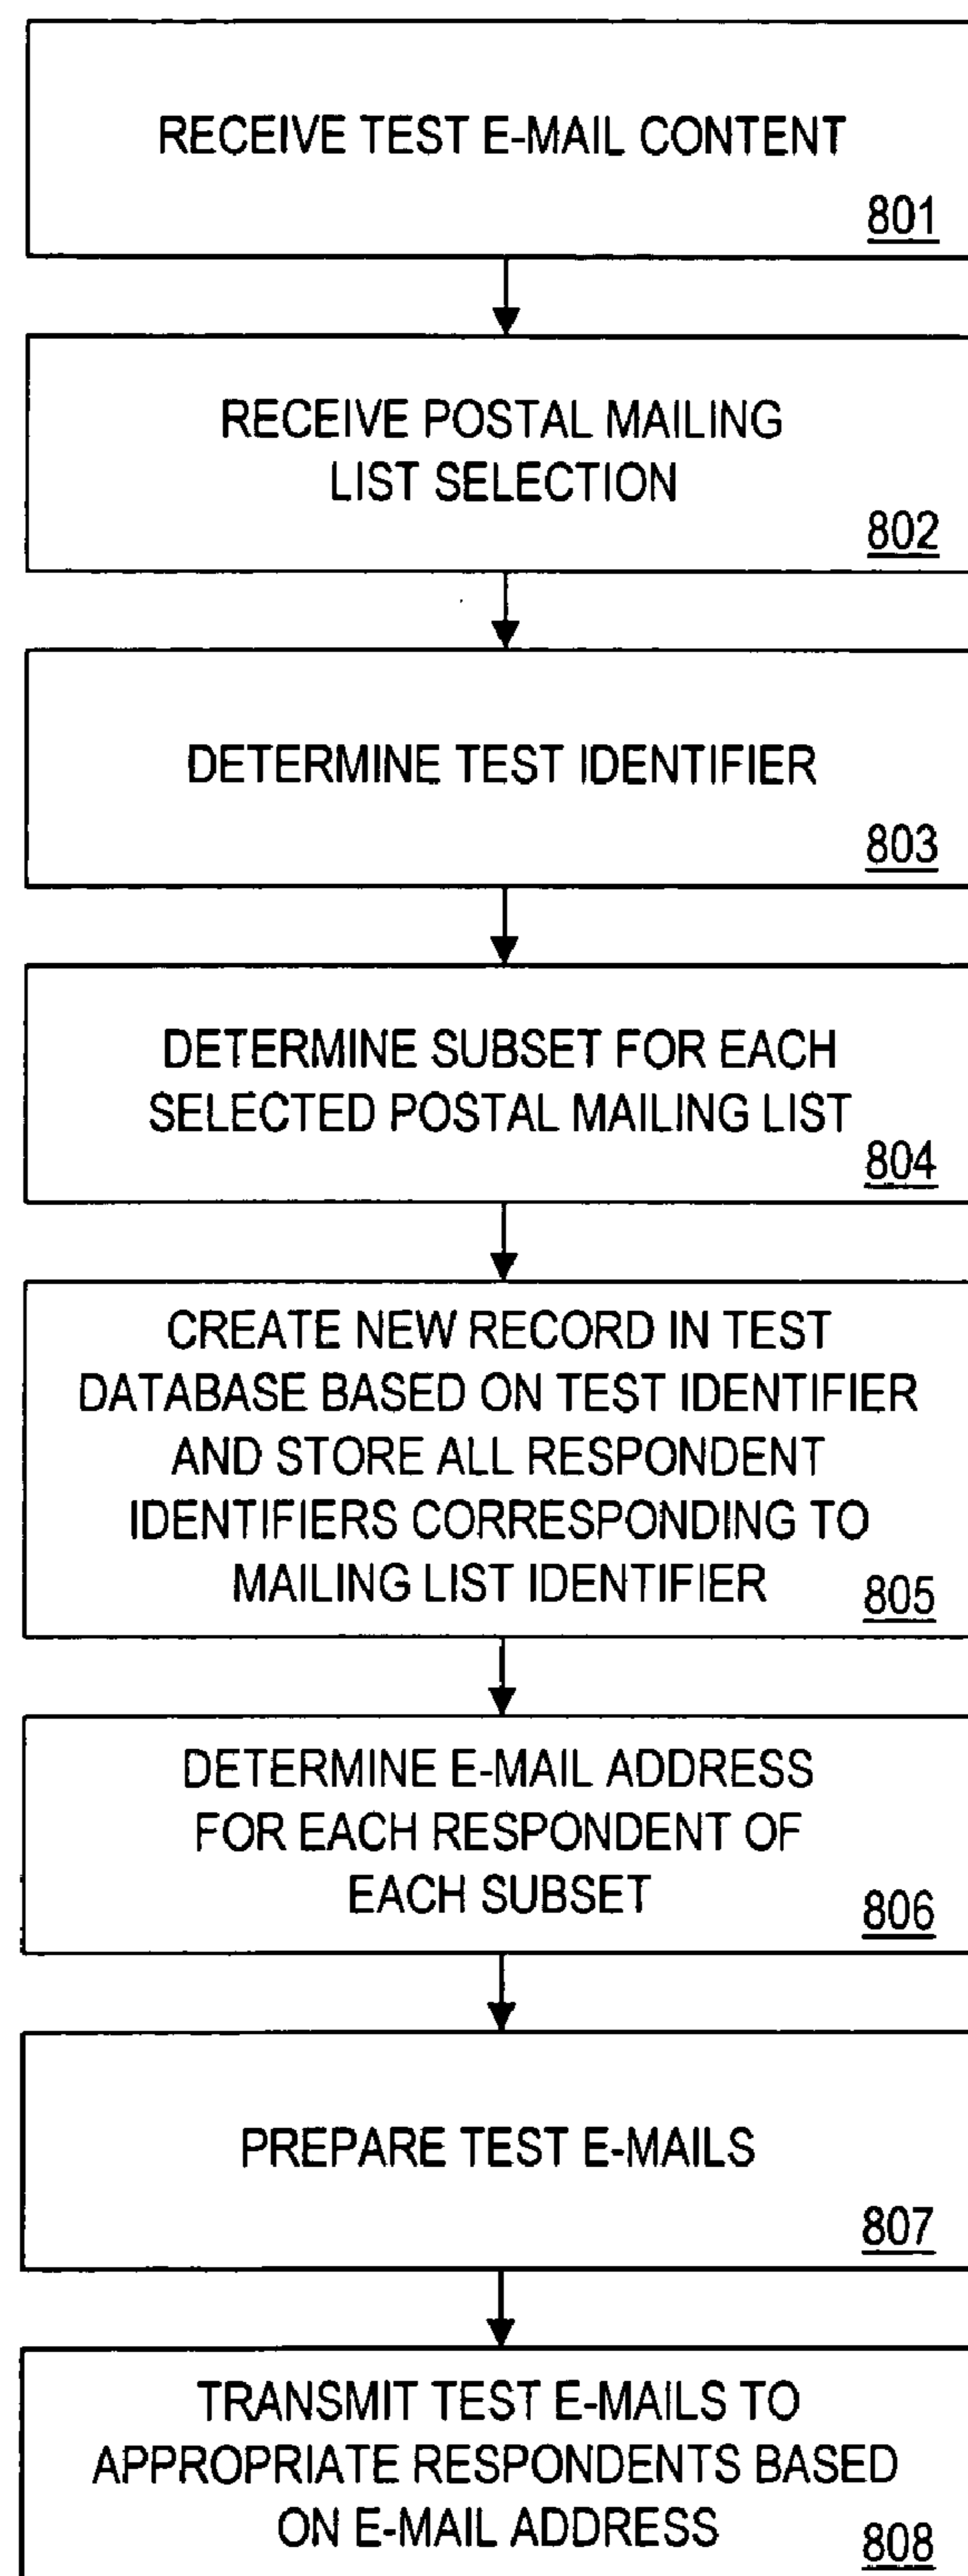 RECEIVE TEST E-MAIL CONTENT
801
RECEIVE POSTAL MAILING
LIST SELECTION
802
DETERMINE TEST IDENTIFIER
803
DETERMINE SUBSET FOR EACH
SELECTED POSTAL MAILING LIST
804
CREATE NEW RECORD IN TEST
DATABASE BASED ON TEST IDENTIFIER
AND STORE ALL RESPONDENT
IDENTIFIERS CORRESPONDING TO
MAILING LIST IDENTIFIER
805
DETERMINE E-MAIL ADDRESS
FOR EACH RESPONDENT OF
EACH SUBSET
806
PREPARE TEST E-MAILS
807
TRANSMIT TEST E-MAILS TO
APPROPRIATE RESPONDENTS BASED
ON E-MAIL ADDRESS
808